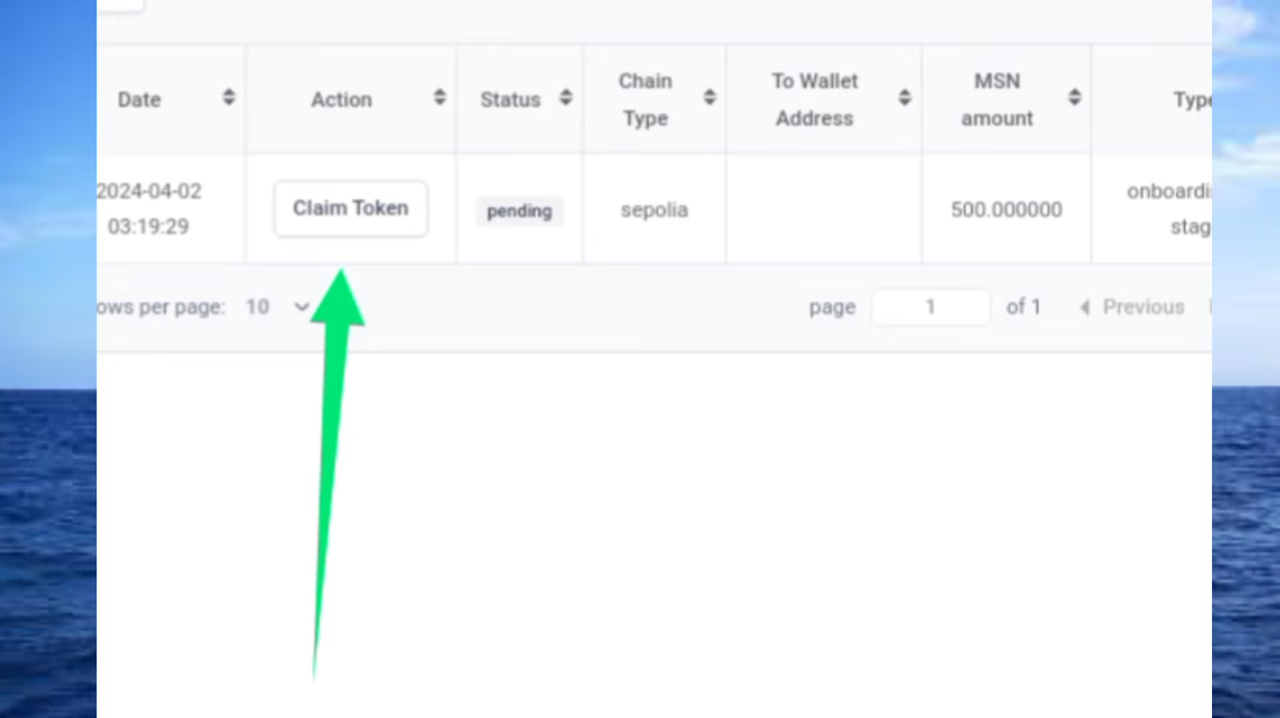 Date
Action
Status
Chain
Type
To Wallet
Address
MSN
amount
2024-04-02
03:19:29
Claim Token
pending
sepolia
500.000000
per page: 10
page 1 of 1 Previous